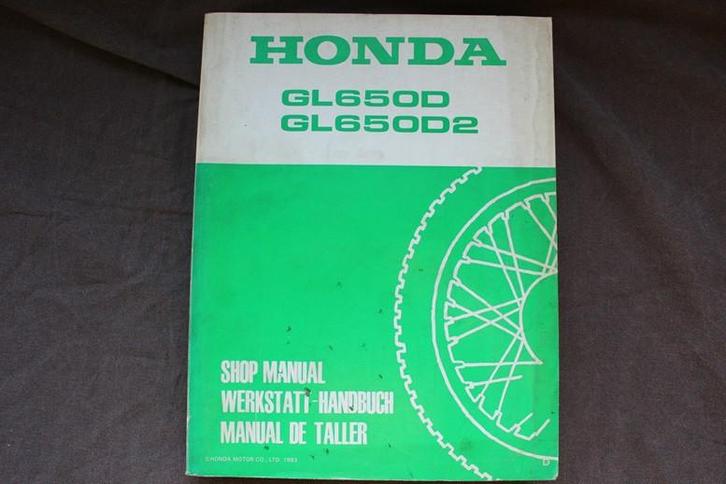 HONDA
GL650D
GL650D2
SHOP MANUAL
WERKSTATT-HANDBUCH
MANUAL DE TALLER
©HONDA MOTOR CO., LTD. 1983
D